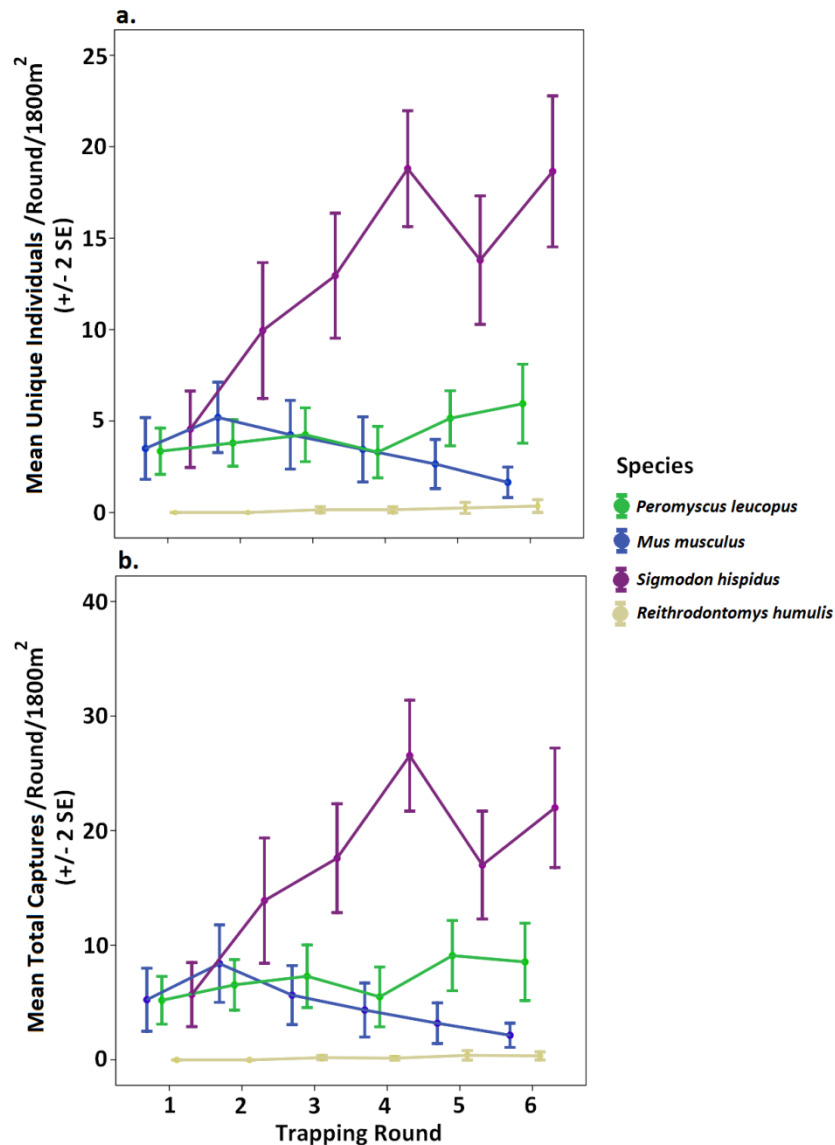 a.
25
20
15
10
5
0
Mean Unique Individuals /Round/1800m²
(+/- 2 SE)
Species
Peromyscus leucopus
Mus musculus
Sigmodon hispidus
Reithrodontomys humulis
b.
40
30
20
10
0
Mean Total Captures /Round/1800m²
(+/- 2 SE)
1 2 3 4 5 6
Trapping Round